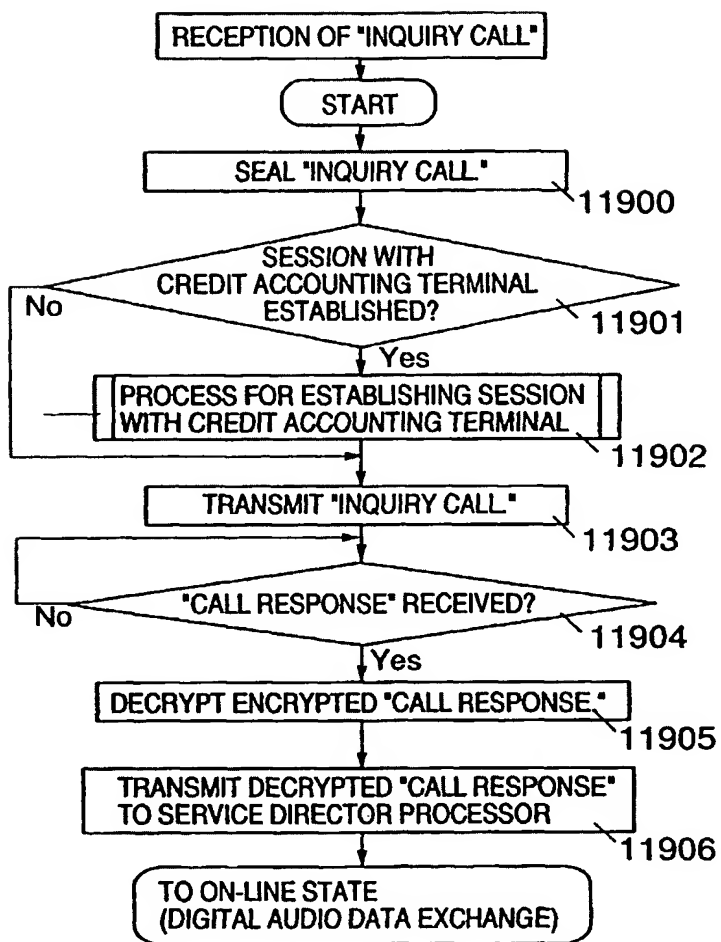 RECEPTION OF "INQUIRY CALL"
START
SEAL "INQUIRY CALL."
11900
SESSION WITH
CREDIT ACCOUNTING TERMINAL
ESTABLISHED?
No
11901
Yes
PROCESS FOR ESTABLISHING SESSION
WITH CREDIT ACCOUNTING TERMINAL
11902
TRANSMIT "INQUIRY CALL."
11903
"CALL RESPONSE" RECEIVED?
No
11904
Yes
DECRYPT ENCRYPTED "CALL RESPONSE."
11905
TRANSMIT DECRYPTED "CALL RESPONSE"
TO SERVICE DIRECTOR PROCESSOR
11906
TO ON-LINE STATE
(DIGITAL AUDIO DATA EXCHANGE)